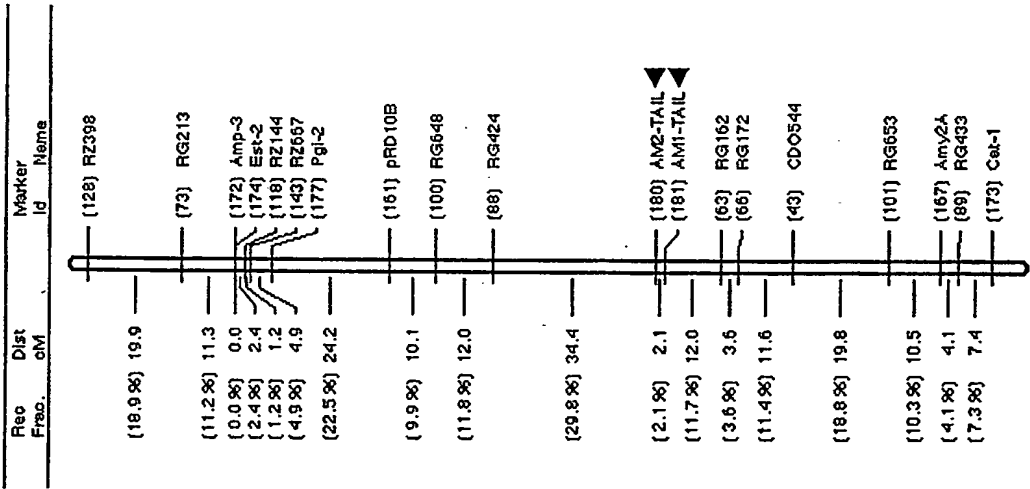 Rec Dist Marker
Frac. cM Id Name
(128) RZ398
(18.9 %) 19.9
(73) RG213
(11.2 %) 11.3
( 0.0 %) 0.0 (172) Amp-3
( 2.4 %) 2.4 (174) Est-2
( 1.2 %) 1.2 (118) RZ144
( 4.9 %) 4.9 (143) RZ667
(177) Pgi-2
(22.5 %) 24.2
(161) pRD10B
( 9.9 %) 10.1
(100) RG648
(11.8 %) 12.0
(88) RG424
(29.8 %) 34.4
( 2.1 %) 2.1 (180) AM2-TAIL
(11.7 %) 12.0 (181) AM1-TAIL
( 3.6 %) 3.6 (63) RG162
(66) RG172
(11.4 %) 11.6
(43) CDO544
(18.8 %) 19.8
(101) RG653
(10.3 %) 10.5
( 4.1 %) 4.1 (167) Amy2A
( 7.3 %) 7.4 (89) RG433
(173) Cat-1